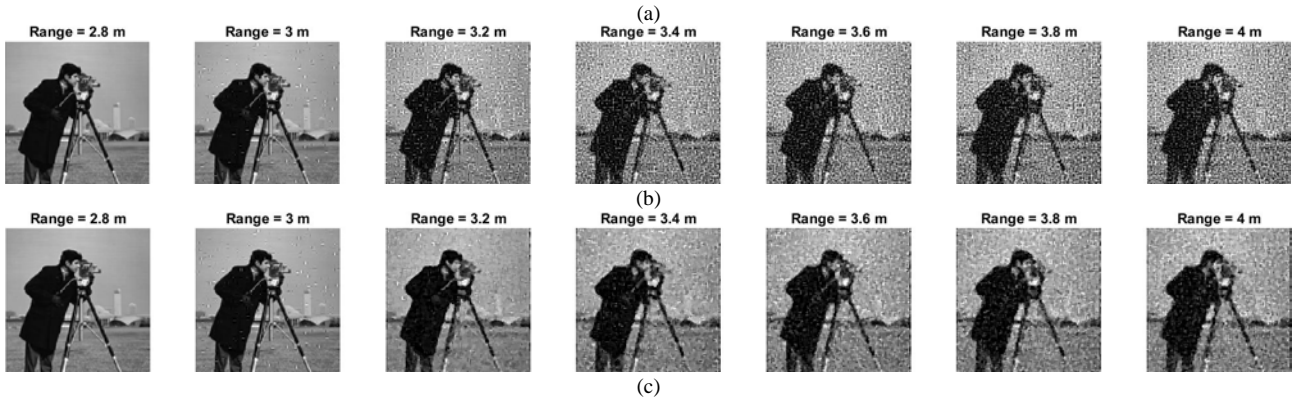 (a)
Range = 2.8 m Range = 3 m Range = 3.2 m Range = 3.4 m Range = 3.6 m Range = 3.8 m Range = 4 m
(b)
Range = 2.8 m Range = 3 m Range = 3.2 m Range = 3.4 m Range = 3.6 m Range = 3.8 m Range = 4 m
(c)